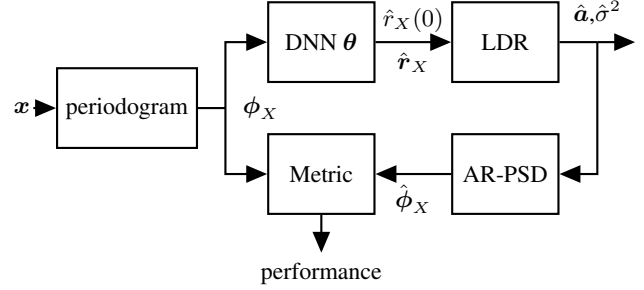 x
periodogram
ϕ_X
DNN θ
r̂_X(0)
r̂_X
LDR
â,σ̂²
Metric
ϕ̂_X
AR-PSD
performance